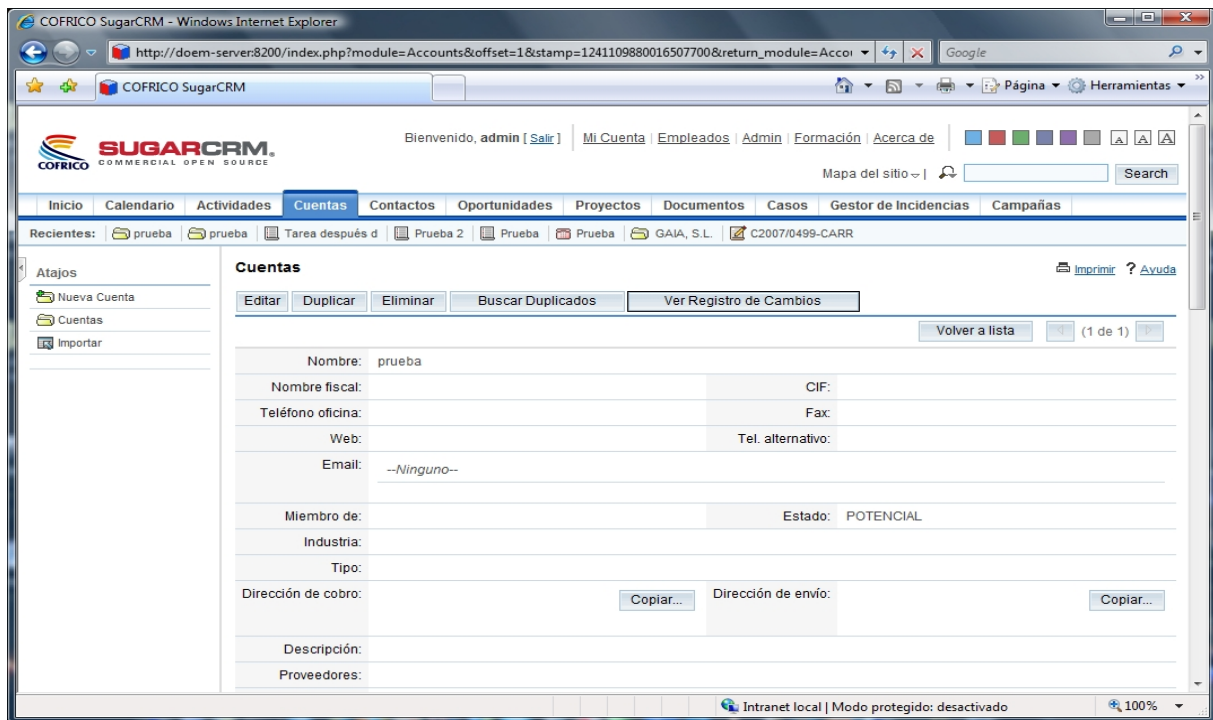 COFRICO SugarCRM - Windows Internet Explorer
http://doem-server:8200/index.php?module=Accounts&offset=1&stamp=1241109880016507700&return_module=Accou
Google
COFRICO SugarCRM
Página
Herramientas
COFRICO
SUGARCRM.
COMMERCIAL OPEN SOURCE
Bienvenido, admin [ Salir ] | Mi Cuenta | Empleados | Admin | Formación | Acerca de
A A A
Mapa del sitio | Search
Inicio Calendario Actividades Cuentas Contactos Oportunidades Proyectos Documentos Casos Gestor de Incidencias Campañas
Recientes: prueba prueba Tarea después d Prueba 2 Prueba Prueba GAIA, S.L. C2007/0499-CARR
Atajos
Nueva Cuenta
Cuentas
Importar
Cuentas
Imprimir ? Ayuda
Editar Duplicar Eliminar Buscar Duplicados Ver Registro de Cambios
Volver a lista (1 de 1)
Nombre: prueba
Nombre fiscal: CIF:
Teléfono oficina: Fax:
Web: Tel. alternativo:
Email: --Ninguno--
Miembro de: Estado: POTENCIAL
Industria:
Tipo:
Dirección de cobro: Copiar... Dirección de envío: Copiar...
Descripción:
Proveedores:
Intranet local | Modo protegido: desactivado
100%